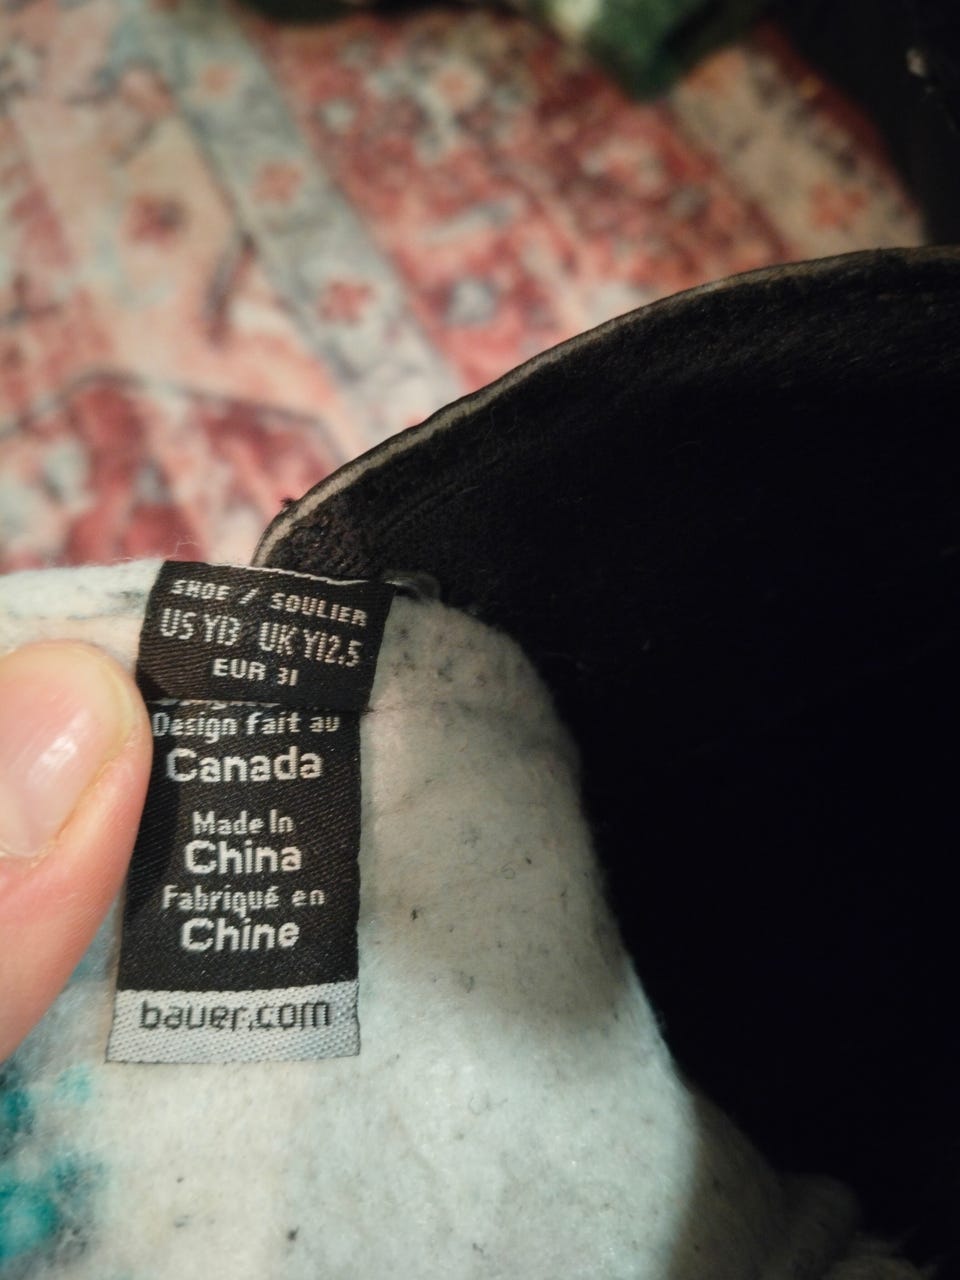 SHOE / SOULIER
US Y13 UK Y12.5
EUR 31
Design fait au
Canada
Made In
China
Fabriqué en
Chine
bauer.com